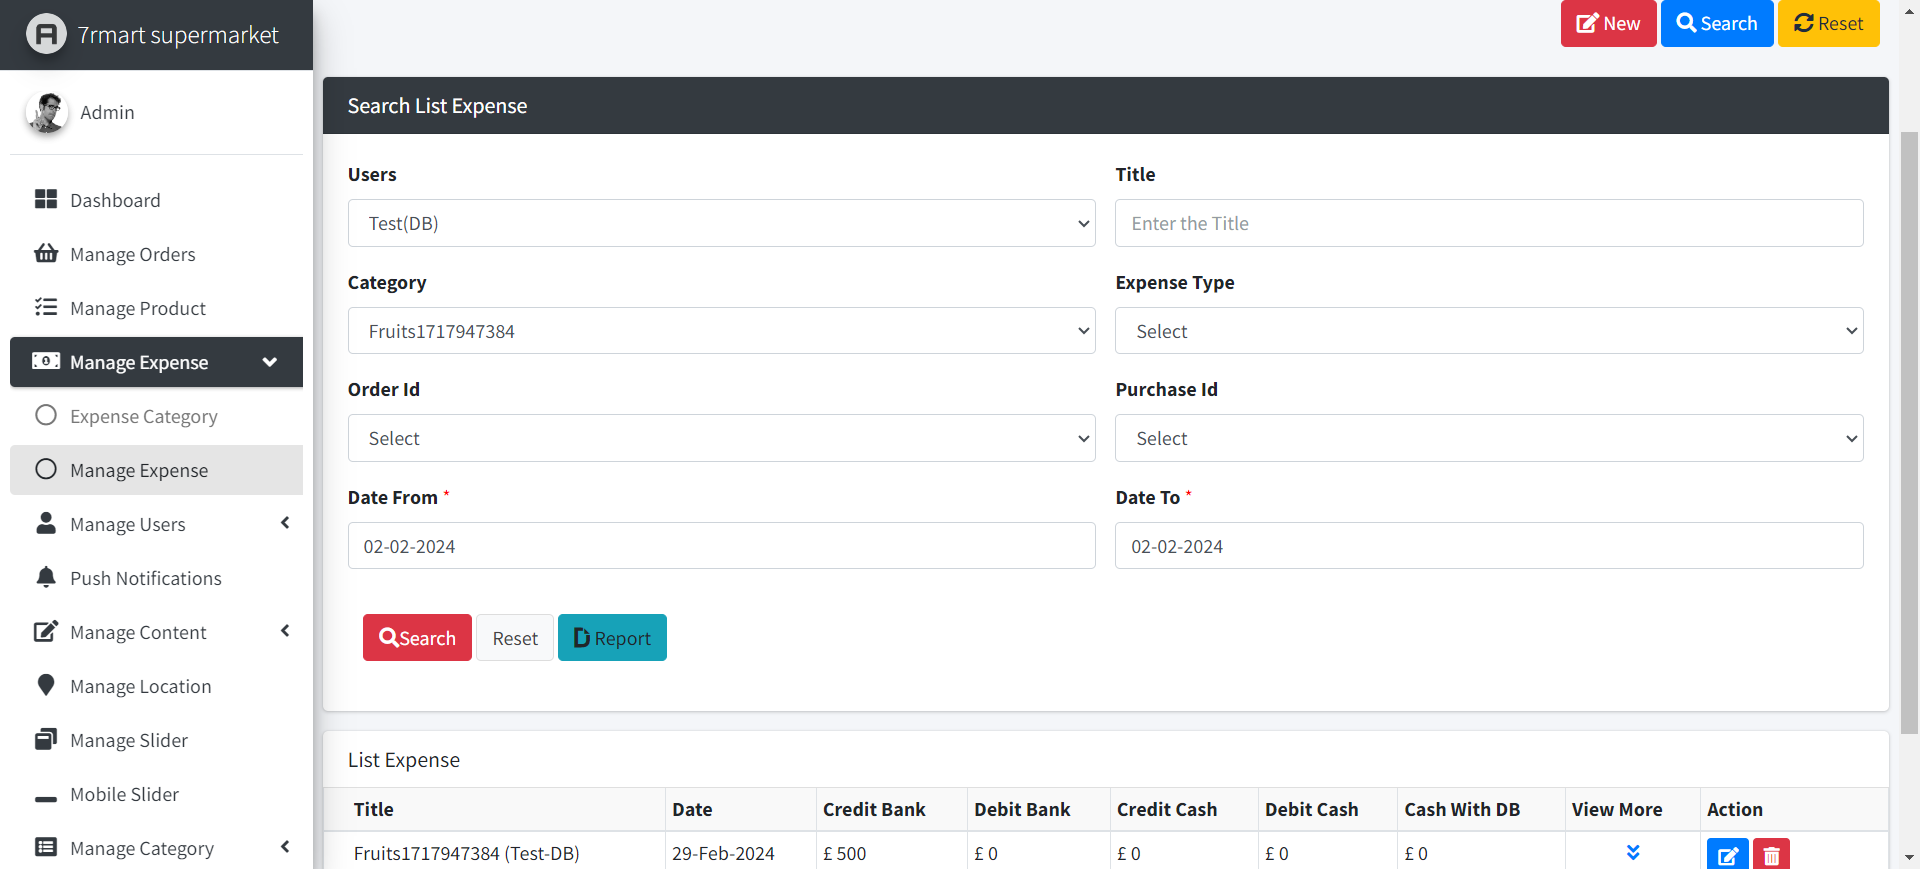 7rmart supermarket
New
Search
Reset
Admin
Dashboard
Manage Orders
Manage Product
Manage Expense
Expense Category
Manage Expense
Manage Users
Push Notifications
Manage Content
Manage Location
Manage Slider
Mobile Slider
Manage Category
Search List Expense
Users
Title
Test(DB)
Enter the Title
Category
Expense Type
Fruits1717947384
Select
Order Id
Purchase Id
Select
Select
Date From *
Date To *
02-02-2024
02-02-2024
Search
Reset
Report
List Expense
Title Date Credit Bank Debit Bank Credit Cash Debit Cash Cash With DB View More Action
Fruits1717947384 (Test-DB) 29-Feb-2024 £ 500 £ 0 £ 0 £ 0 £ 0